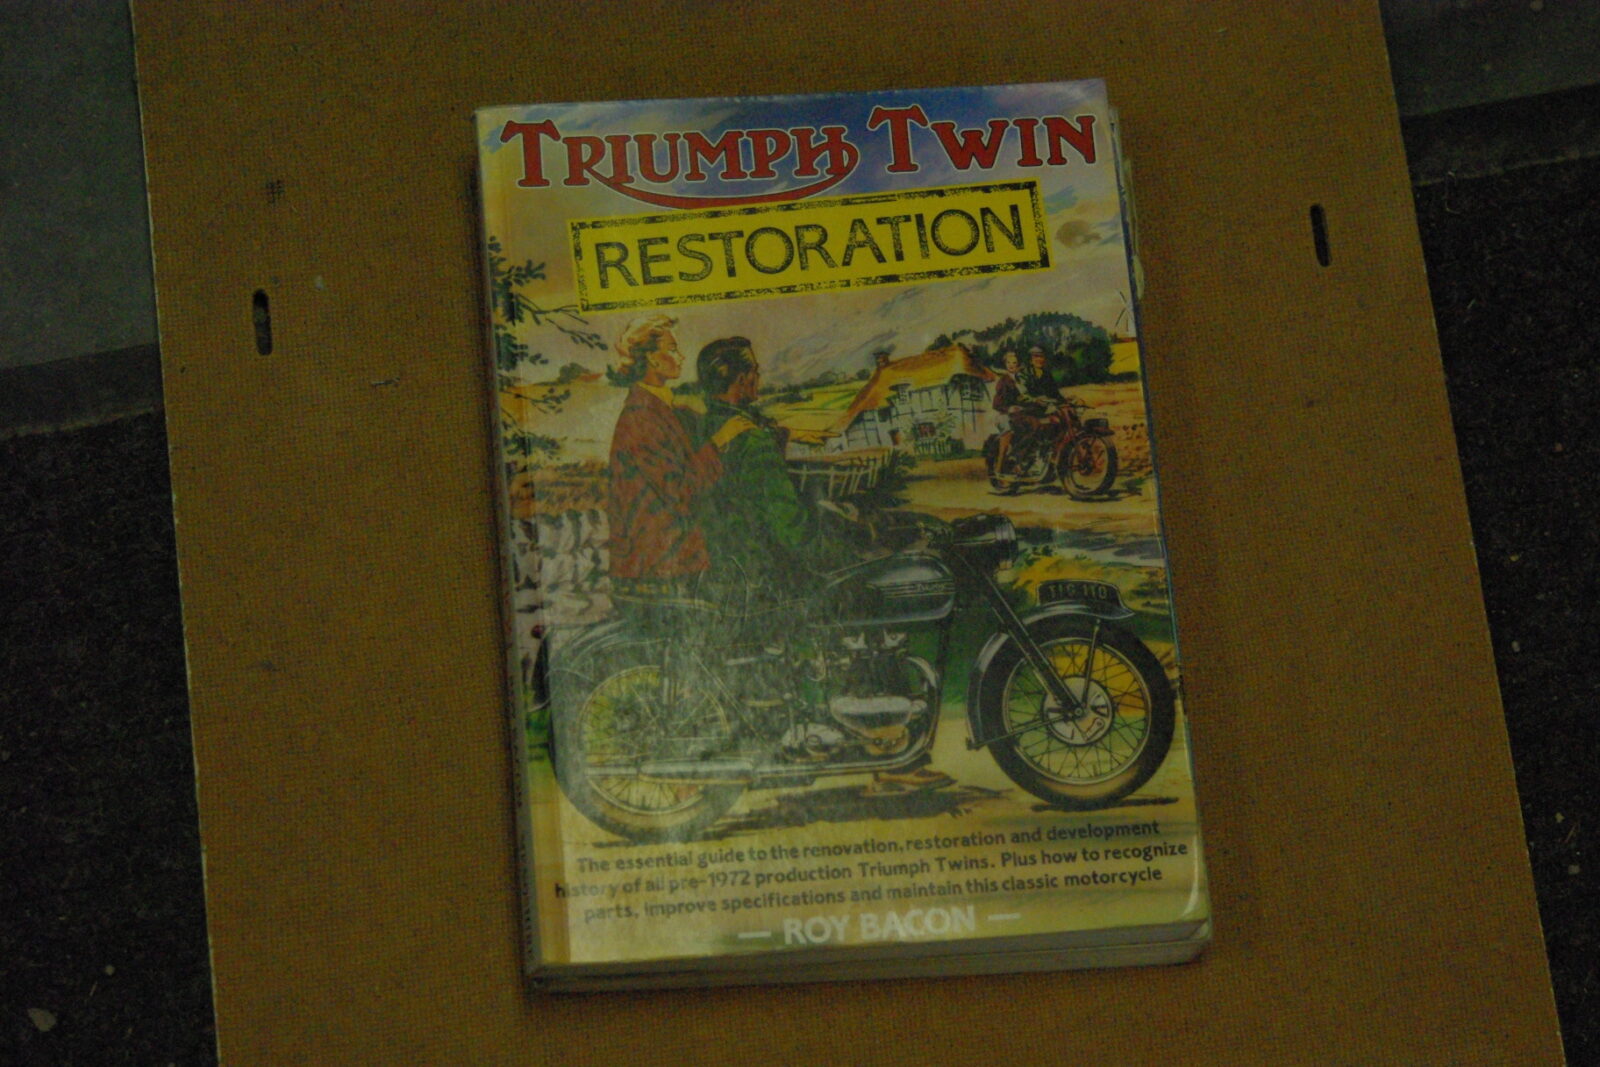 TRIUMPH TWIN
RESTORATION
The essential guide to the renovation, restoration and development
history of all pre-1972 production Triumph Twins. Plus how to recognize
parts, improve specifications and maintain this classic motorcycle
— ROY BACON —